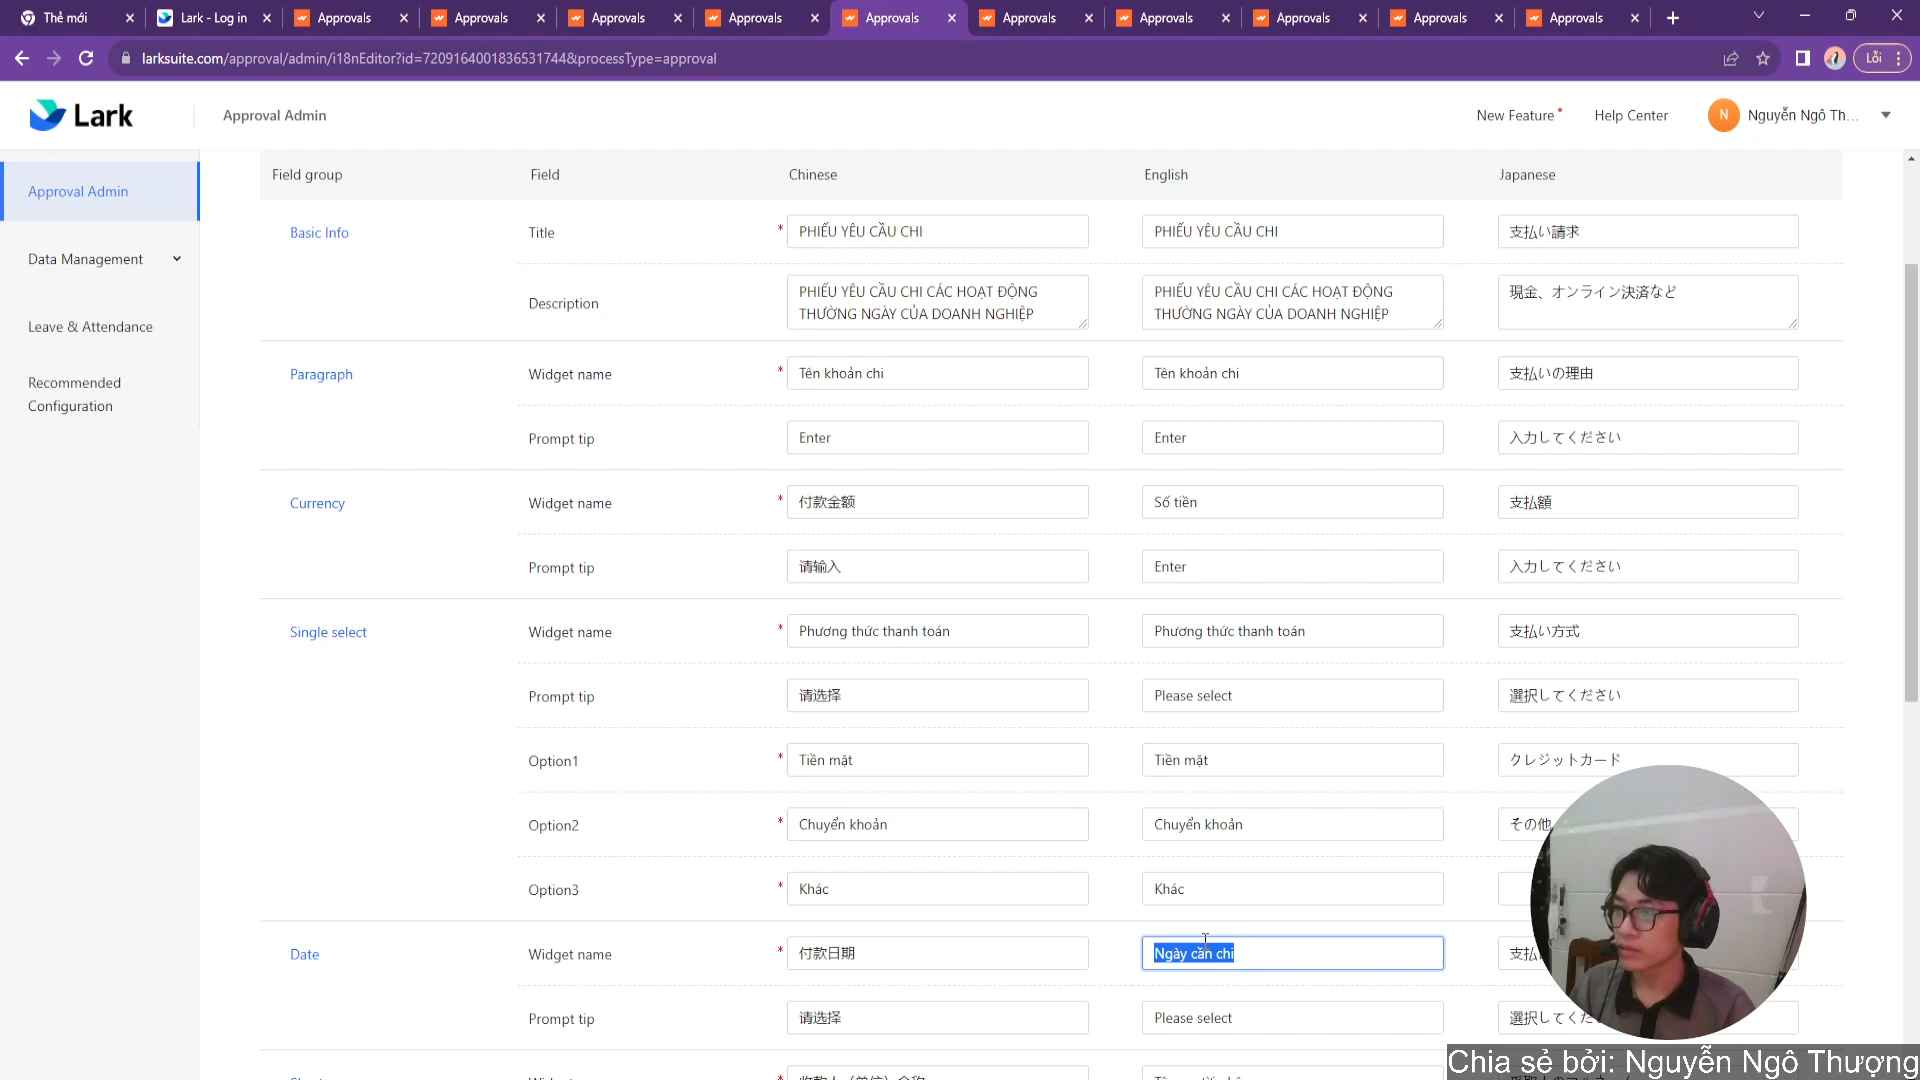 Thẻ mới
Lark - Log in
Approvals
Approvals
Approvals
Approvals
Approvals
Approvals
Approvals
Approvals
Approvals
Approvals
larksuite.com/approval/admin/i18nEditor?id=7209164001836531744&processType=approval
Lỗi
Lark
Approval Admin
New Feature
Help Center
N
Nguyễn Ngô Th...
Approval Admin
Data Management
Leave & Attendance
Recommended
Configuration
Field group
Field
Chinese
English
Japanese
Basic Info
Title
* PHIẾU YÊU CẦU CHI
PHIẾU YÊU CẦU CHI
支払い請求
Description
PHIẾU YÊU CẦU CHI CÁC HOẠT ĐỘNG
THƯỜNG NGÀY CỦA DOANH NGHIỆP
PHIẾU YÊU CẦU CHI CÁC HOẠT ĐỘNG
THƯỜNG NGÀY CỦA DOANH NGHIỆP
現金、オンライン決済など
Paragraph
Widget name
* Tên khoản chi
Tên khoản chi
支払いの理由
Prompt tip
Enter
Enter
入力してください
Currency
Widget name
* 付款金额
Số tiền
支払額
Prompt tip
请输入
Enter
入力してください
Single select
Widget name
* Phương thức thanh toán
Phương thức thanh toán
支払い方式
Prompt tip
请选择
Please select
選択してください
Option1
* Tiền mặt
Tiền mặt
クレジットカード
Option2
* Chuyển khoản
Chuyển khoản
その他
Option3
* Khác
Khác
Date
Widget name
* 付款日期
Ngày cần chi
支払
Prompt tip
请选择
Please select
選択してくだ
Chia sẻ bởi: Nguyễn Ngô Thượng